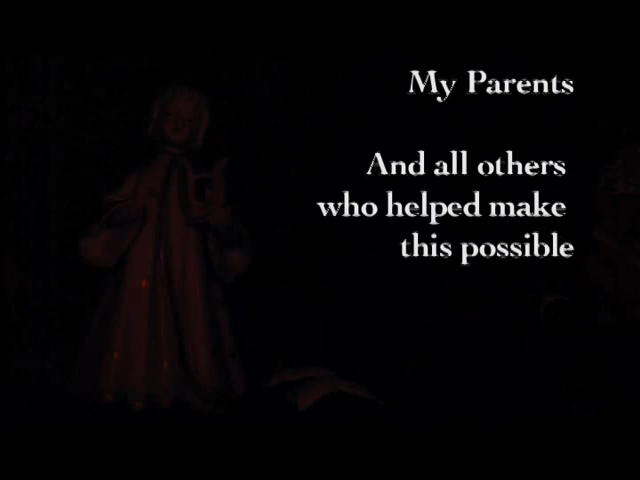 My Parents
And all others
who helped make
this possible